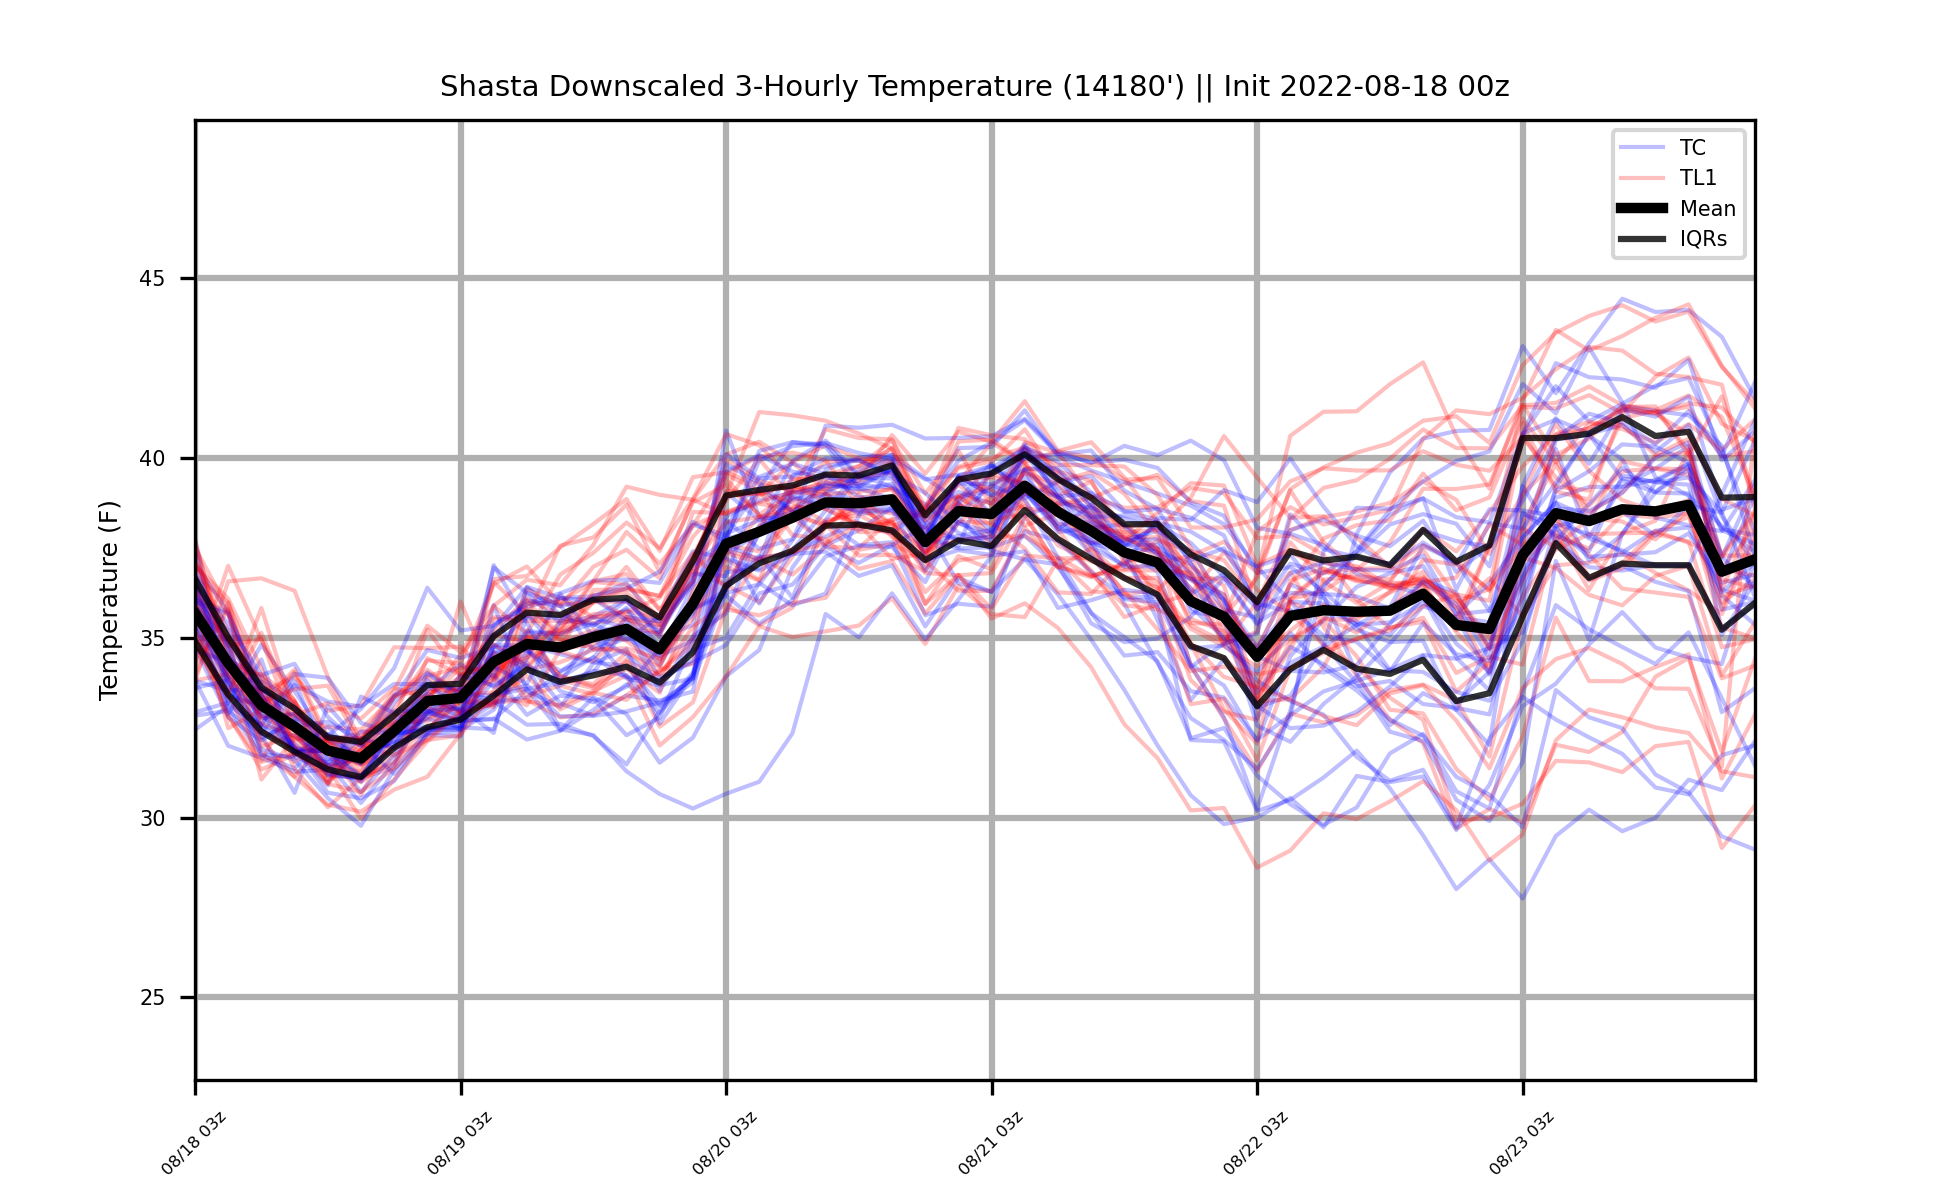 Shasta Downscaled 3-Hourly Temperature (14180') || Init 2022-08-18 00z
TC
TL1
Mean
IQRs
Temperature (F)
45
40
35
30
25
08/18 03z
08/19 03z
08/20 03z
08/21 03z
08/22 03z
08/23 03z